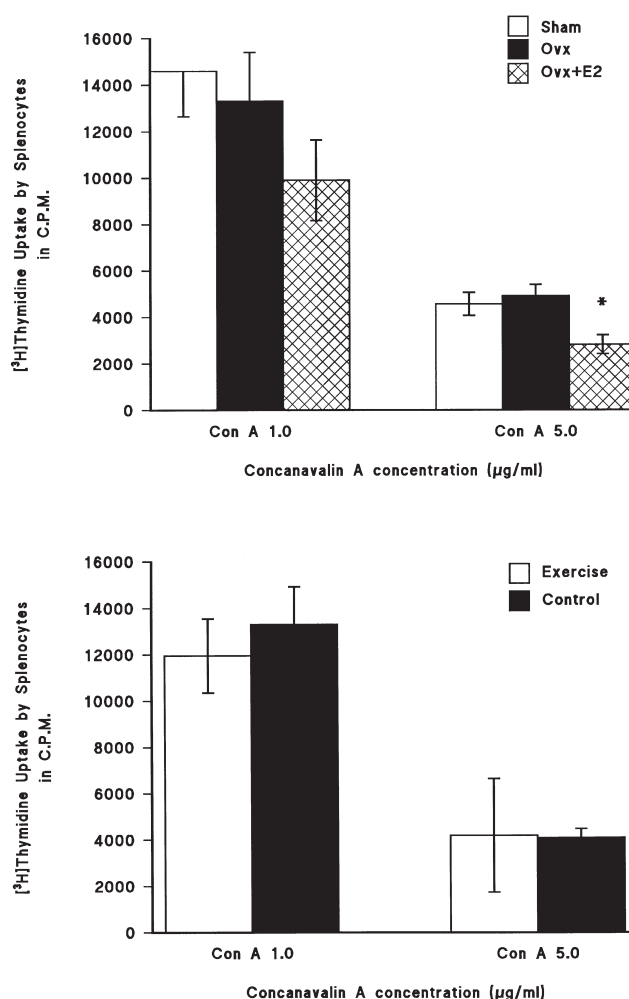 Sham
Ovx
Ovx+E2
16000
14000
12000
10000
8000
6000
4000
2000
0
[³H]Thymidine Uptake by Splenocytes
in C.P.M.
*
Con A 1.0
Con A 5.0
Concanavalin A concentration (µg/ml)
Exercise
Control
16000
14000
12000
10000
8000
6000
4000
2000
0
[³H]Thymidine Uptake by Splenocytes
in C.P.M.
Con A 1.0
Con A 5.0
Concanavalin A concentration (µg/ml)